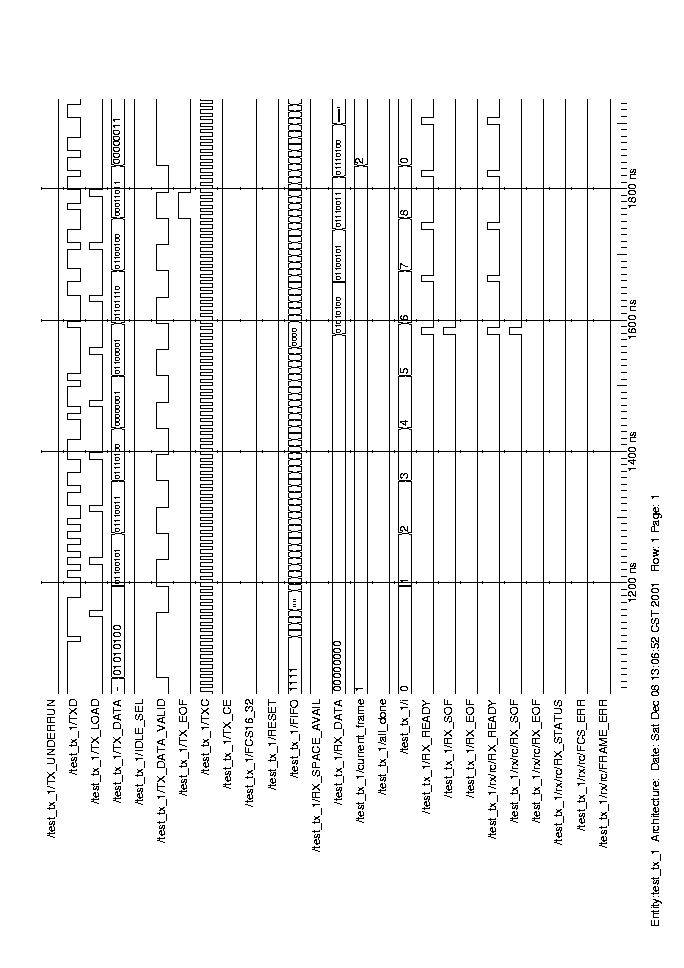 /test_tx_1/TX_UNDERRUN
/test_tx_1/TXD
/test_tx_1/TX_LOAD
/test_tx_1/TX_DATA - 01010100 01100101 01110011 01110100 00000001 01100001 01101110 01100100 00011011 00000011
/test_tx_1/IDLE_SEL
/test_tx_1/TX_DATA_VALID
/test_tx_1/TX_EOF
/test_tx_1/TXC
/test_tx_1/TX_CE
/test_tx_1/FCS16_32
/test_tx_1/RESET
/test_tx_1/FIFO 1111 0000
/test_tx_1/RX_SPACE_AVAIL
/test_tx_1/RX_DATA 00000000 01010100 01100101 01110011 01110100
/test_tx_1/current_frame 1 2
/test_tx_1/all_done
/test_tx_1/i 0 1 2 3 4 5 6 7 8 0
/test_tx_1/RX_READY
/test_tx_1/RX_SOF
/test_tx_1/RX_EOF
/test_tx_1/rx/rc/RX_READY
/test_tx_1/rx/rc/RX_SOF
/test_tx_1/rx/rc/RX_EOF
/test_tx_1/rx/rc/RX_STATUS
/test_tx_1/rx/rc/FCS_ERR
/test_tx_1/rx/rc/FRAME_ERR
1200 ns 1400 ns 1600 ns 1800 ns
Entity:test_tx_1 Architecture: Date: Sat Dec 08 13:06:52 CST 2001 Row: 1 Page: 1